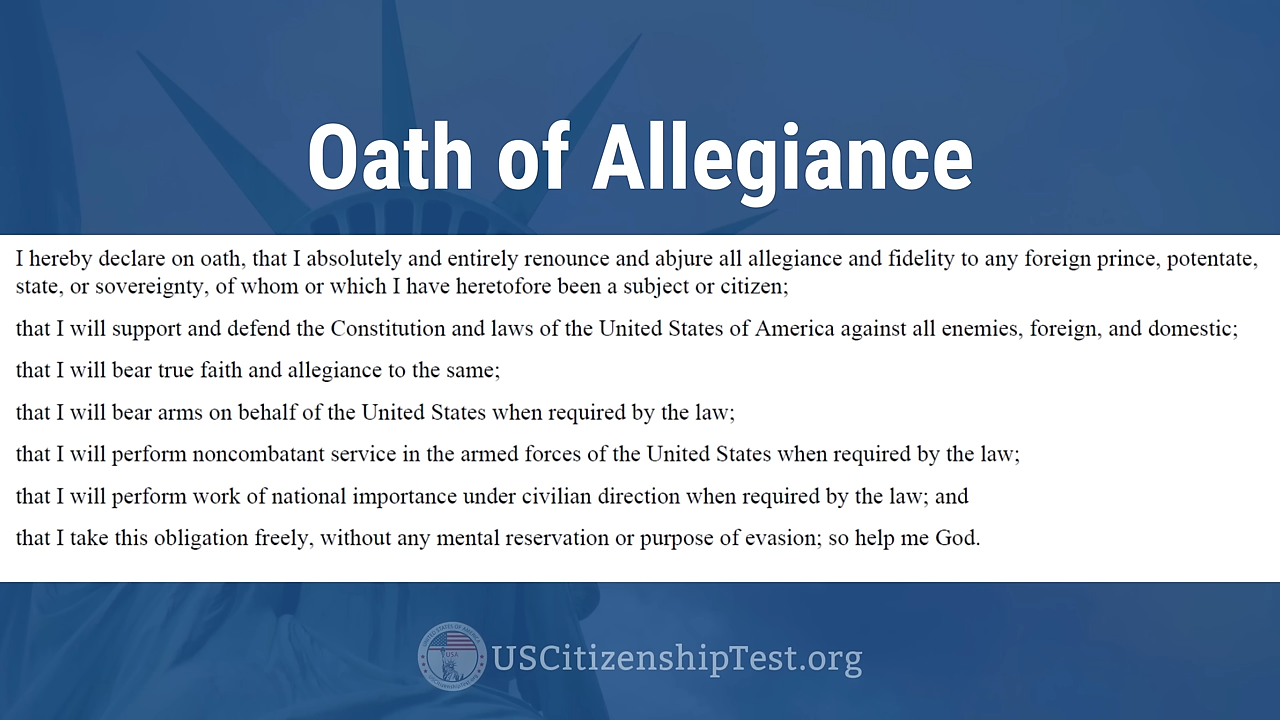 Oath of Allegiance
I hereby declare on oath, that I absolutely and entirely renounce and abjure all allegiance and fidelity to any foreign prince, potentate,
state, or sovereignty, of whom or which I have heretofore been a subject or citizen;
that I will support and defend the Constitution and laws of the United States of America against all enemies, foreign, and domestic;
that I will bear true faith and allegiance to the same;
that I will bear arms on behalf of the United States when required by the law;
that I will perform noncombatant service in the armed forces of the United States when required by the law;
that I will perform work of national importance under civilian direction when required by the law; and
that I take this obligation freely, without any mental reservation or purpose of evasion; so help me God.
UNITED STATES OF AMERICA
USA
USCitizenshipTest.org
USCitizenshipTest.org